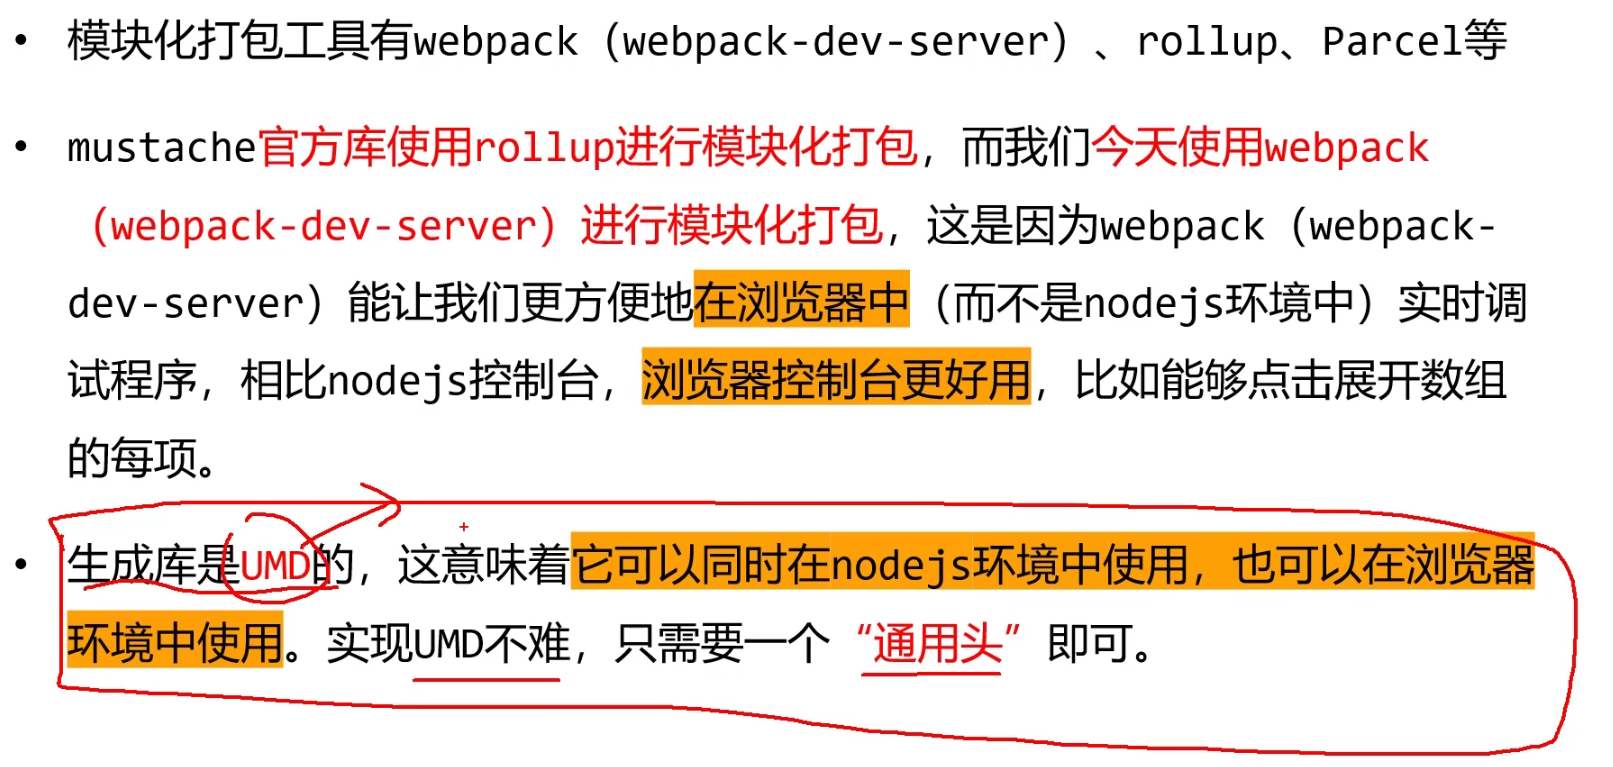 • 模块化打包工具有webpack（webpack-dev-server）、rollup、Parcel等
• mustache官方库使用rollup进行模块化打包，而我们今天使用webpack
（webpack-dev-server）进行模块化打包，这是因为webpack（webpack-
dev-server）能让我们更方便地在浏览器中（而不是nodejs环境中）实时调
试程序，相比nodejs控制台，浏览器控制台更好用，比如能够点击展开数组
的每项。
• 生成库是UMD的，这意味着它可以同时在nodejs环境中使用，也可以在浏览器
环境中使用。实现UMD不难，只需要一个“通用头”即可。